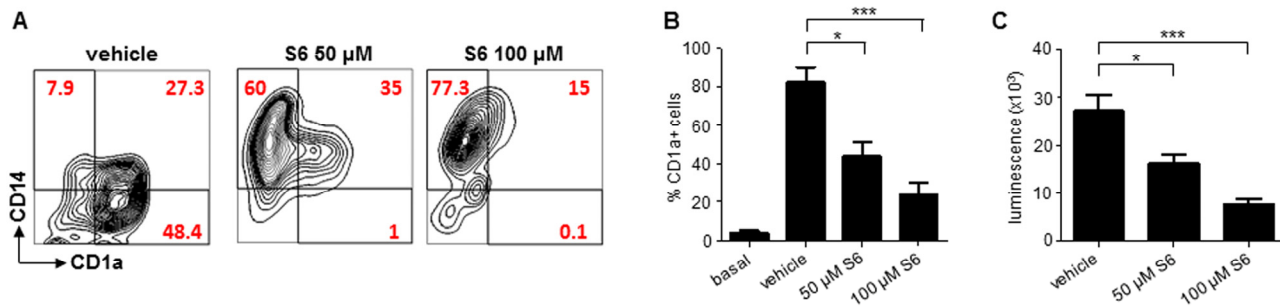 A
vehicle
S6 50 µM
S6 100 µM
7.9
27.3
48.4
60
35
1
77.3
15
0.1
CD14
CD1a
B
***
*
100
80
60
40
20
0
% CD1a+ cells
basal
vehicle
50 µM S6
100 µM S6
C
***
*
40
30
20
10
0
luminescence (x10³)
vehicle
50 µM S6
100 µM S6